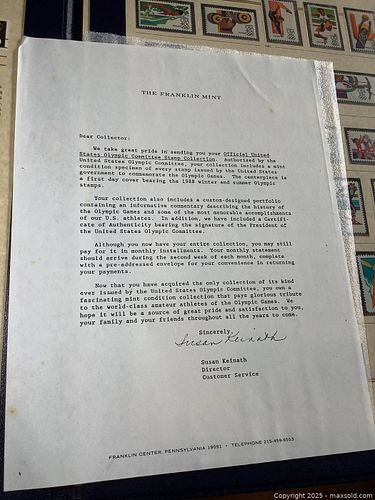 THE FRANKLIN MINT
Dear Collector:
We take great pride in sending you your Official United
States Olympic Committee Stamp Collection. Authorized by the
United States Olympic Committee, your collection includes a mint
condition specimen of every stamp issued by the United States
government to commemorate the Olympic Games. The centerpiece is
a first day cover bearing the 1988 winter and summer Olympic
stamps.
Your collection also includes a custom-designed portfolio
containing an informative commentary describing the history of
the Olympic Games and some of the most memorable accomplishments
of our U.S. athletes. In addition, we have included a Certifi-
cate of Authenticity bearing the signature of the President of
the United States Olympic Committee.
Although you now have your entire collection, you may still
pay for it in monthly installments. Your monthly statement
should arrive during the second week of each month, complete
with a pre-addressed envelope for your convenience in returning
your payments.
Now that you have acquired the only collection of its kind
ever issued by the United States Olympic Committee, you own a
fascinating mint condition collection that pays glorious tribute
to the world-class amateur athletes of the Olympic Games. We
hope it will be a source of great pride and satisfaction to you,
your family and your friends throughout all the years to come.
Sincerely,
Susan Keinath
Susan Keinath
Director
Customer Service
FRANKLIN CENTER, PENNSYLVANIA 19091 • TELEPHONE 215-459-6553
Copyright 2025 - maxsold.com